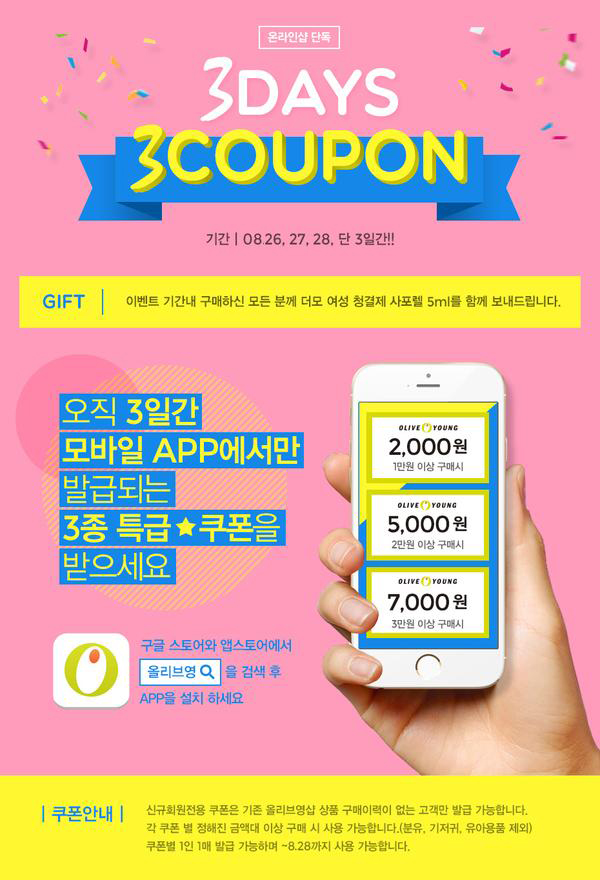 온라인샵 단독
3DAYS
3COUPON
기간 | 08.26, 27, 28, 단 3일간!!
GIFT | 이벤트 기간내 구매하신 모든 분께 더모 여성 청결제 사포렐 5ml를 함께 보내드립니다.
오직 3일간
모바일 APP에서만
발급되는
3종 특급★쿠폰을
받으세요
OLIVE YOUNG
2,000원
1만원 이상 구매시
OLIVE YOUNG
5,000원
2만원 이상 구매시
OLIVE YOUNG
7,000원
3만원 이상 구매시
구글 스토어와 앱스토어에서
올리브영 을 검색 후
APP을 설치 하세요
| 쿠폰안내 |
신규회원전용 쿠폰은 기존 올리브영샵 상품 구매이력이 없는 고객만 발급 가능합니다.
각 쿠폰 별 정해진 금액대 이상 구매 시 사용 가능합니다.(분유, 기저귀, 유아용품 제외)
쿠폰별 1인 1매 발급 가능하며 ~8.28까지 사용 가능합니다.